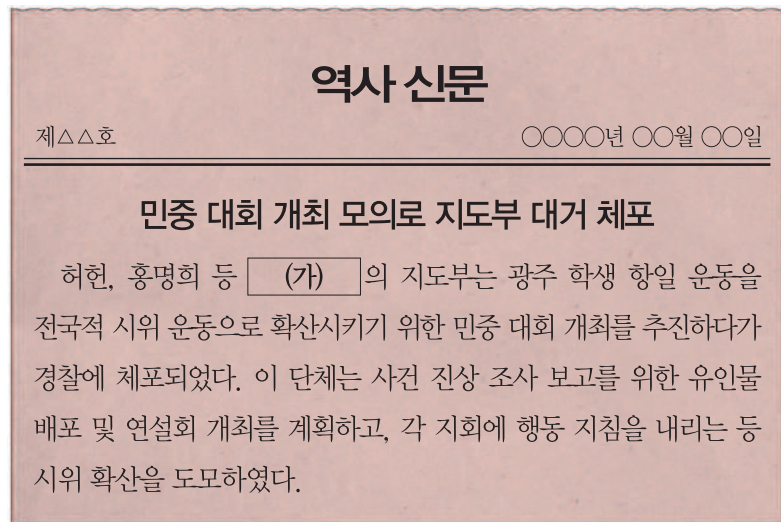 역사 신문
제△△호 ○○○○년 ○○월 ○○일
민중 대회 개최 모의로 지도부 대거 체포
허헌, 홍명희 등 (가) 의 지도부는 광주 학생 항일 운동을
전국적 시위 운동으로 확산시키기 위한 민중 대회 개최를 추진하다가
경찰에 체포되었다. 이 단체는 사건 진상 조사 보고를 위한 유인물
배포 및 연설회 개최를 계획하고, 각 지회에 행동 지침을 내리는 등
시위 확산을 도모하였다.